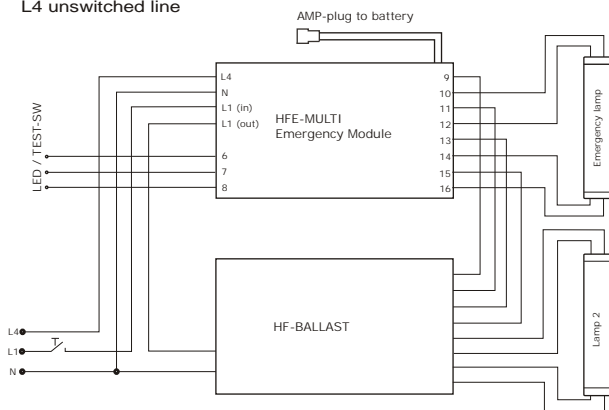 L4 unswitched line
AMP-plug to battery
L4
N
L1 (in)
L1 (out)
6
7
8
HFE-MULTI
Emergency Module
9
10
11
12
13
14
15
16
LED / TEST-SW
Emergency lamp
HF-BALLAST
Lamp 2
L4
L1
N